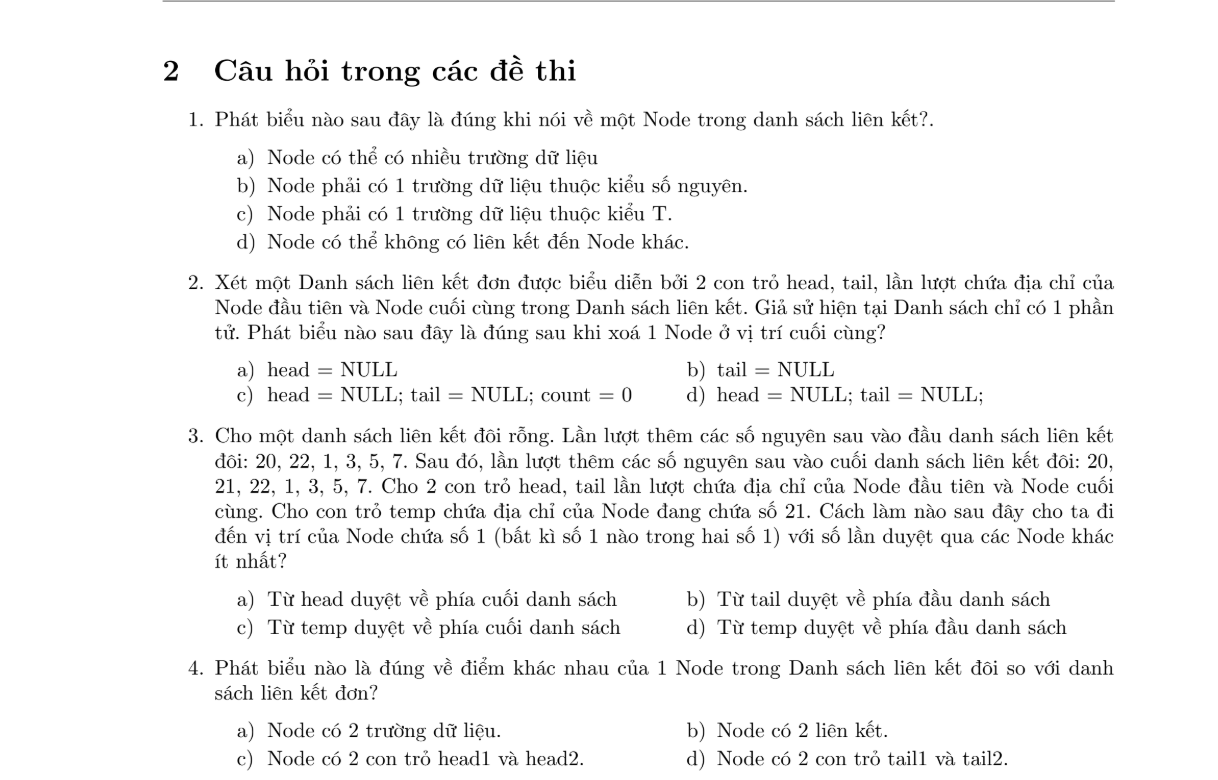 2 Câu hỏi trong các đề thi
1. Phát biểu nào sau đây là đúng khi nói về một Node trong danh sách liên kết?.
a) Node có thể có nhiều trường dữ liệu
b) Node phải có 1 trường dữ liệu thuộc kiểu số nguyên.
c) Node phải có 1 trường dữ liệu thuộc kiểu T.
d) Node có thể không có liên kết đến Node khác.
2. Xét một Danh sách liên kết đơn được biểu diễn bởi 2 con trỏ head, tail, lần lượt chứa địa chỉ của
Node đầu tiên và Node cuối cùng trong Danh sách liên kết. Giả sử hiện tại Danh sách chỉ có 1 phần
tử. Phát biểu nào sau đây là đúng sau khi xoá 1 Node ở vị trí cuối cùng?
a) head = NULL b) tail = NULL
c) head = NULL; tail = NULL; count = 0 d) head = NULL; tail = NULL;
3. Cho một danh sách liên kết đôi rỗng. Lần lượt thêm các số nguyên sau vào đầu danh sách liên kết
đôi: 20, 22, 1, 3, 5, 7. Sau đó, lần lượt thêm các số nguyên sau vào cuối danh sách liên kết đôi: 20,
21, 22, 1, 3, 5, 7. Cho 2 con trỏ head, tail lần lượt chứa địa chỉ của Node đầu tiên và Node cuối
cùng. Cho con trỏ temp chứa địa chỉ của Node đang chứa số 21. Cách làm nào sau đây cho ta đi
đến vị trí của Node chứa số 1 (bất kì số 1 nào trong hai số 1) với số lần duyệt qua các Node khác
ít nhất?
a) Từ head duyệt về phía cuối danh sách b) Từ tail duyệt về phía đầu danh sách
c) Từ temp duyệt về phía cuối danh sách d) Từ temp duyệt về phía đầu danh sách
4. Phát biểu nào là đúng về điểm khác nhau của 1 Node trong Danh sách liên kết đôi so với danh
sách liên kết đơn?
a) Node có 2 trường dữ liệu. b) Node có 2 liên kết.
c) Node có 2 con trỏ head1 và head2. d) Node có 2 con trỏ tail1 và tail2.